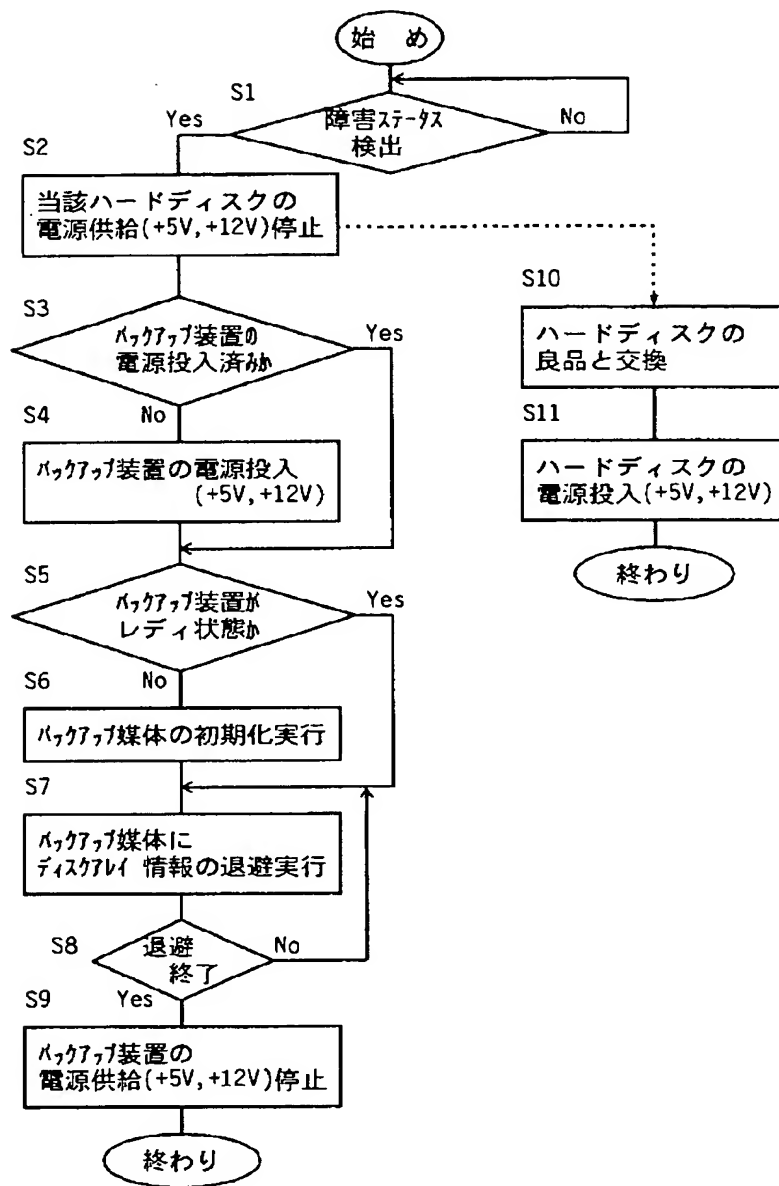 始 め
S1
障害ｽﾃｰﾀｽ
検出
Yes
No
S2
当該ハードディスクの
電源供給(+5V,+12V)停止
S3
ﾊﾞｯｸｱｯﾌﾟ装置の
電源投入済みか
Yes
No
S4
ﾊﾞｯｸｱｯﾌﾟ装置の電源投入
(+5V,+12V)
S5
ﾊﾞｯｸｱｯﾌﾟ装置が
レディ状態か
Yes
No
S6
ﾊﾞｯｸｱｯﾌﾟ媒体の初期化実行
S7
ﾊﾞｯｸｱｯﾌﾟ媒体に
ﾃﾞｨｽｸｱﾚｲ 情報の退避実行
S8
退避
終了
No
Yes
S9
ﾊﾞｯｸｱｯﾌﾟ装置の
電源供給(+5V,+12V)停止
終わり
S10
ハードディスクの
良品と交換
S11
ハードディスクの
電源投入(+5V,+12V)
終わり